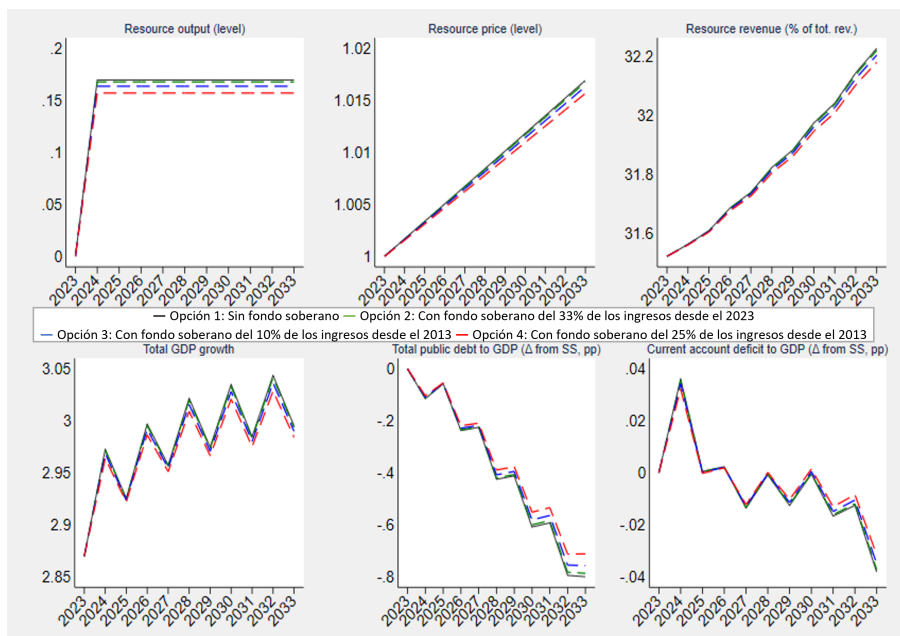 Resource output (level)
.2
.15
.1
.05
0
2023 2024 2025 2026 2027 2028 2029 2030 2031 2032 2033
Resource price (level)
1.02
1.015
1.01
1.005
1
2023 2024 2025 2026 2027 2028 2029 2030 2031 2032 2033
Resource revenue (% of tot. rev.)
32.2
32
31.8
31.6
2023 2024 2025 2026 2027 2028 2029 2030 2031 2032 2033
Opción 1: Sin fondo soberano Opción 2: Con fondo soberano del 33% de los ingresos desde el 2023
Opción 3: Con fondo soberano del 10% de los ingresos desde el 2013 Opción 4: Con fondo soberano del 25% de los ingresos desde el 2013
Total GDP growth
3.05
3
2.95
2.9
2.85
2023 2024 2025 2026 2027 2028 2029 2030 2031 2032 2033
Total public debt to GDP (Δ from SS, pp)
0
-.2
-.4
-.6
-.8
2023 2024 2025 2026 2027 2028 2029 2030 2031 2032 2033
Current account deficit to GDP (Δ from SS, pp)
.04
.02
0
-.02
-.04
2023 2024 2025 2026 2027 2028 2029 2030 2031 2032 2033